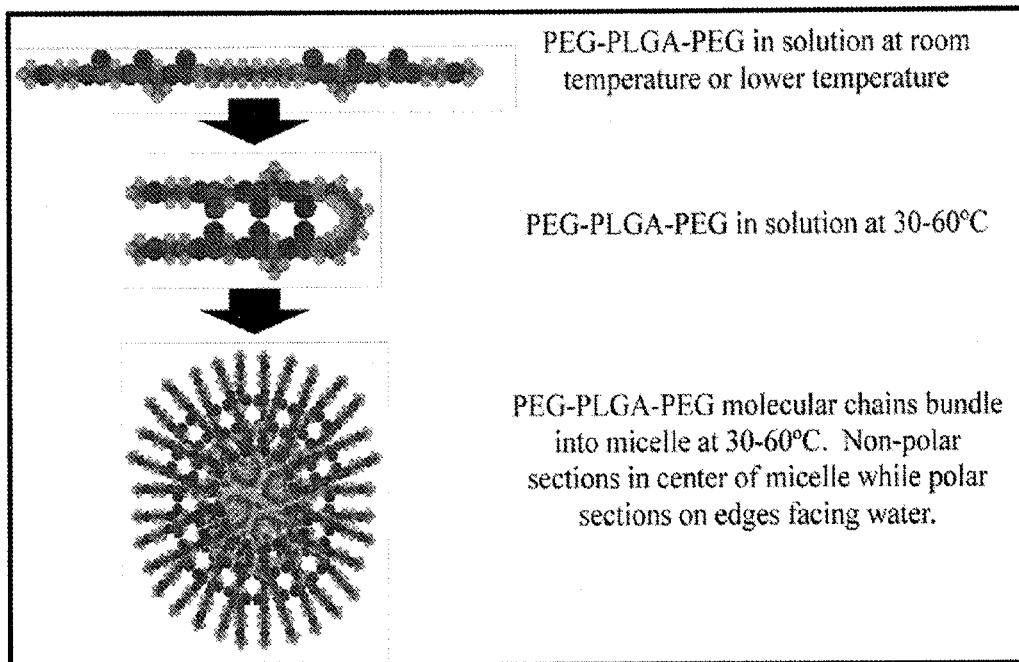 PEG-PLGA-PEG in solution at room
temperature or lower temperature
PEG-PLGA-PEG in solution at 30-60ºC
PEG-PLGA-PEG molecular chains bundle
into micelle at 30-60ºC. Non-polar
sections in center of micelle while polar
sections on edges facing water.